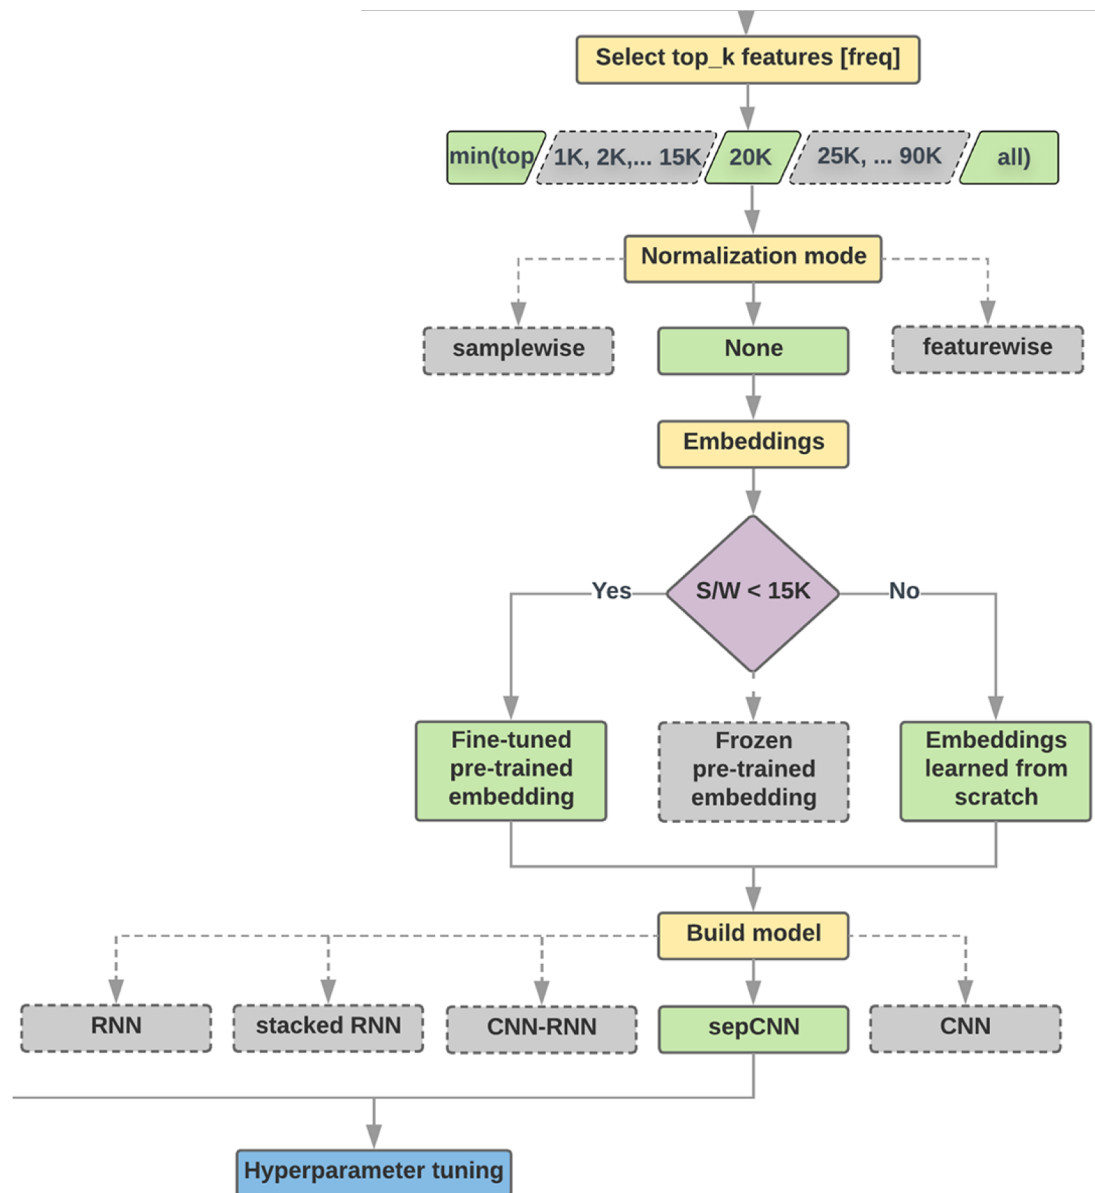 Select top_k features [freq]
min(top 1K, 2K,... 15K 20K 25K, ... 90K all)
Normalization mode
samplewise None featurewise
Embeddings
Yes S/W < 15K No
Fine-tuned
pre-trained
embedding
Frozen
pre-trained
embedding
Embeddings
learned from
scratch
Build model
RNN stacked RNN CNN-RNN sepCNN CNN
Hyperparameter tuning